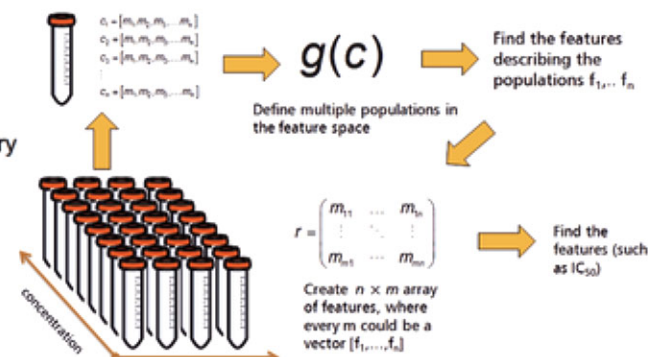 c₁ = [m₁, m₂, m₃, ...mₙ]
c₂ = [m₁, m₂, m₃, ...mₙ]
c₃ = [m₁, m₂, m₃, ...mₙ]
⋮
cₙ = [m₁, m₂, m₃, ...mₙ]
g(c)
Define multiple populations in
the feature space
Find the features
describing the
populations f₁,.. fₙ
ry
concentration
r = ( m₁₁ ... m₁ₙ
⋮ ⋱ ⋮
mₘ₁ ... mₘₙ )
Create n × m array
of features, where
every m could be a
vector [f₁,...,fₙ]
Find the
features (such
as IC₅₀)